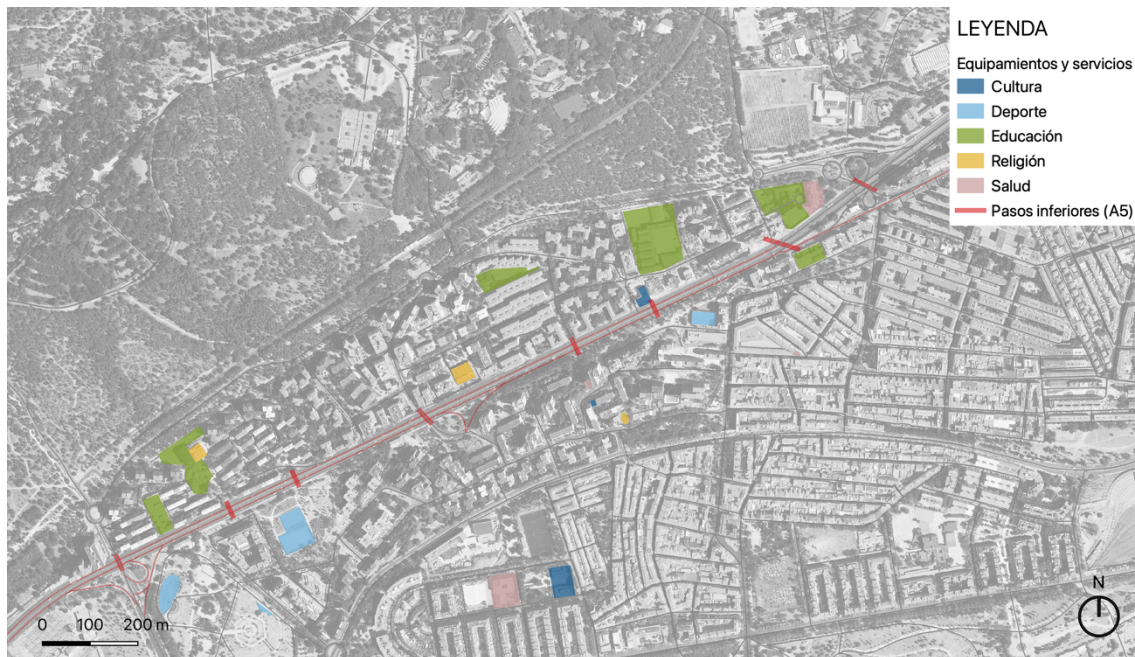 LEYENDA
Equipamientos y servicios
Cultura
Deporte
Educación
Religión
Salud
Pasos inferiores (A5)
N
0 100 200 m